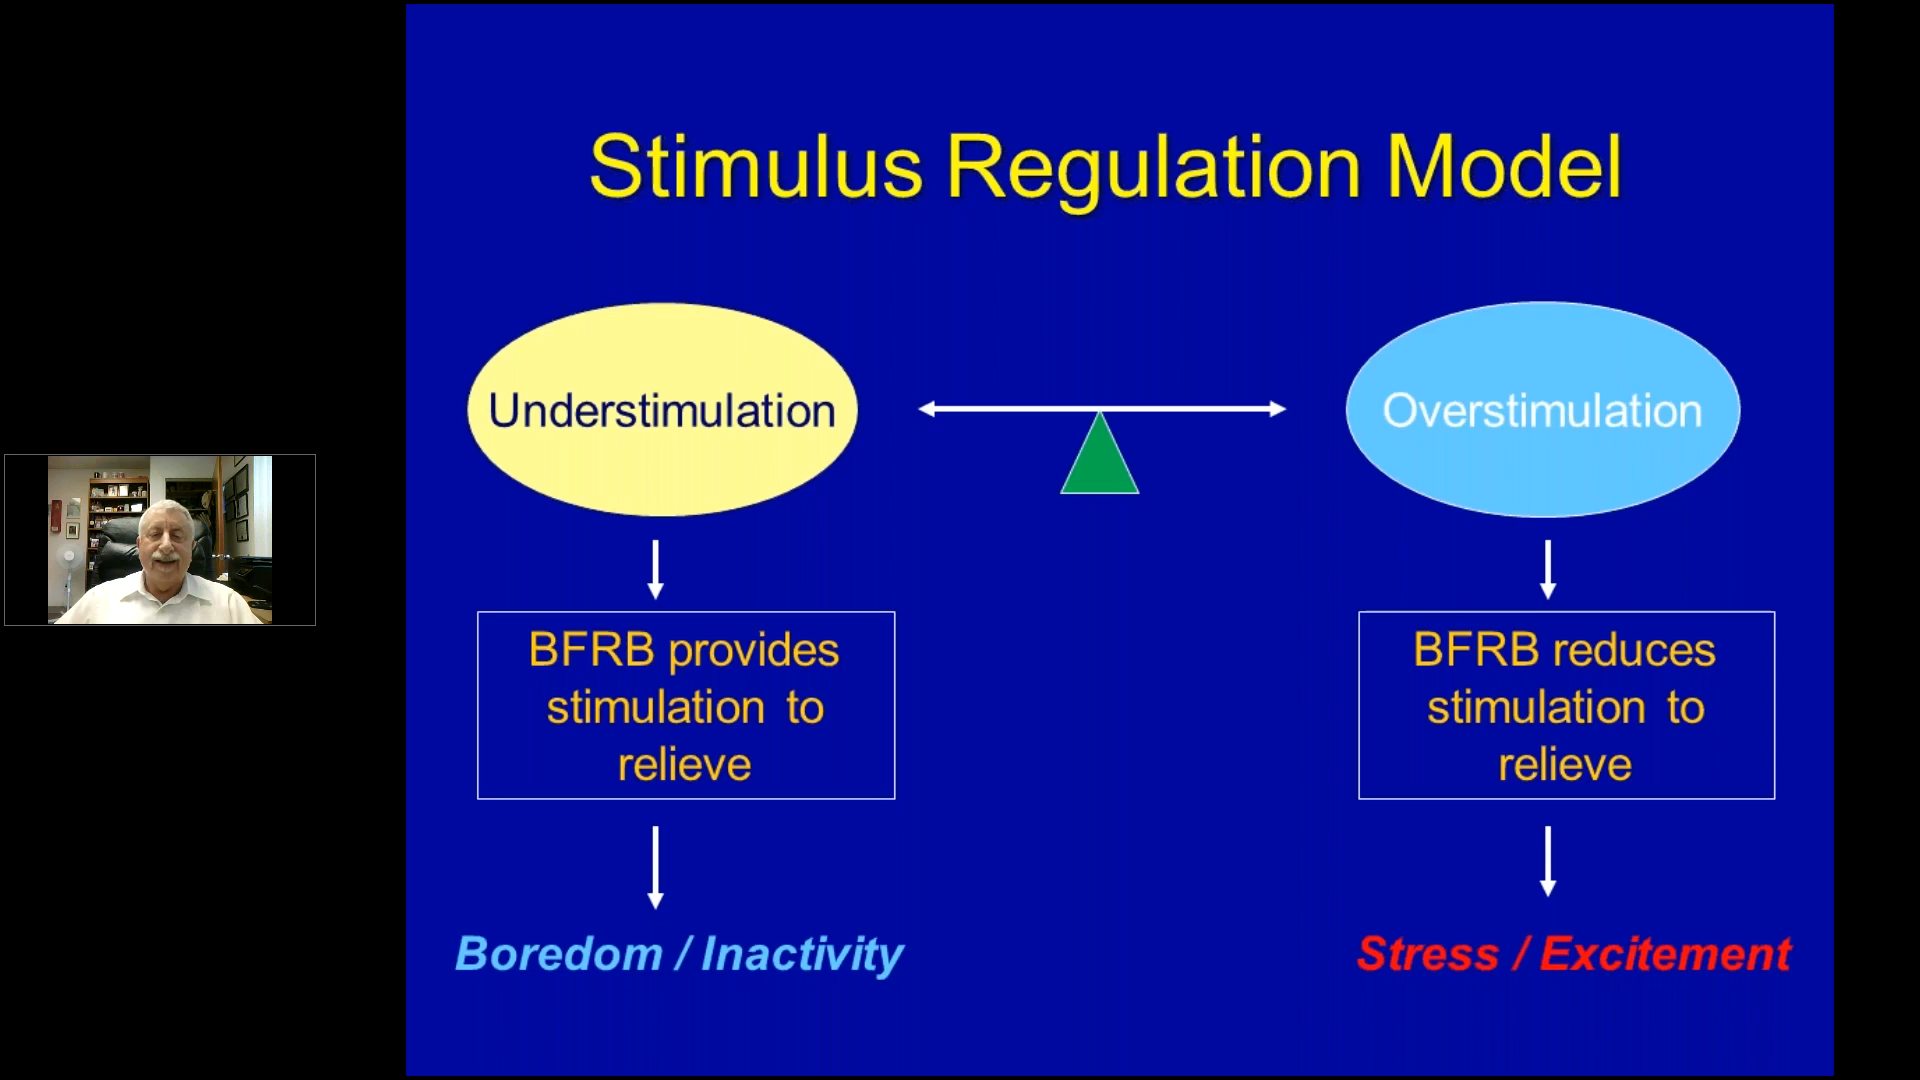 Stimulus Regulation Model
Understimulation
Overstimulation
BFRB provides
stimulation to
relieve
BFRB reduces
stimulation to
relieve
Boredom / Inactivity
Stress / Excitement